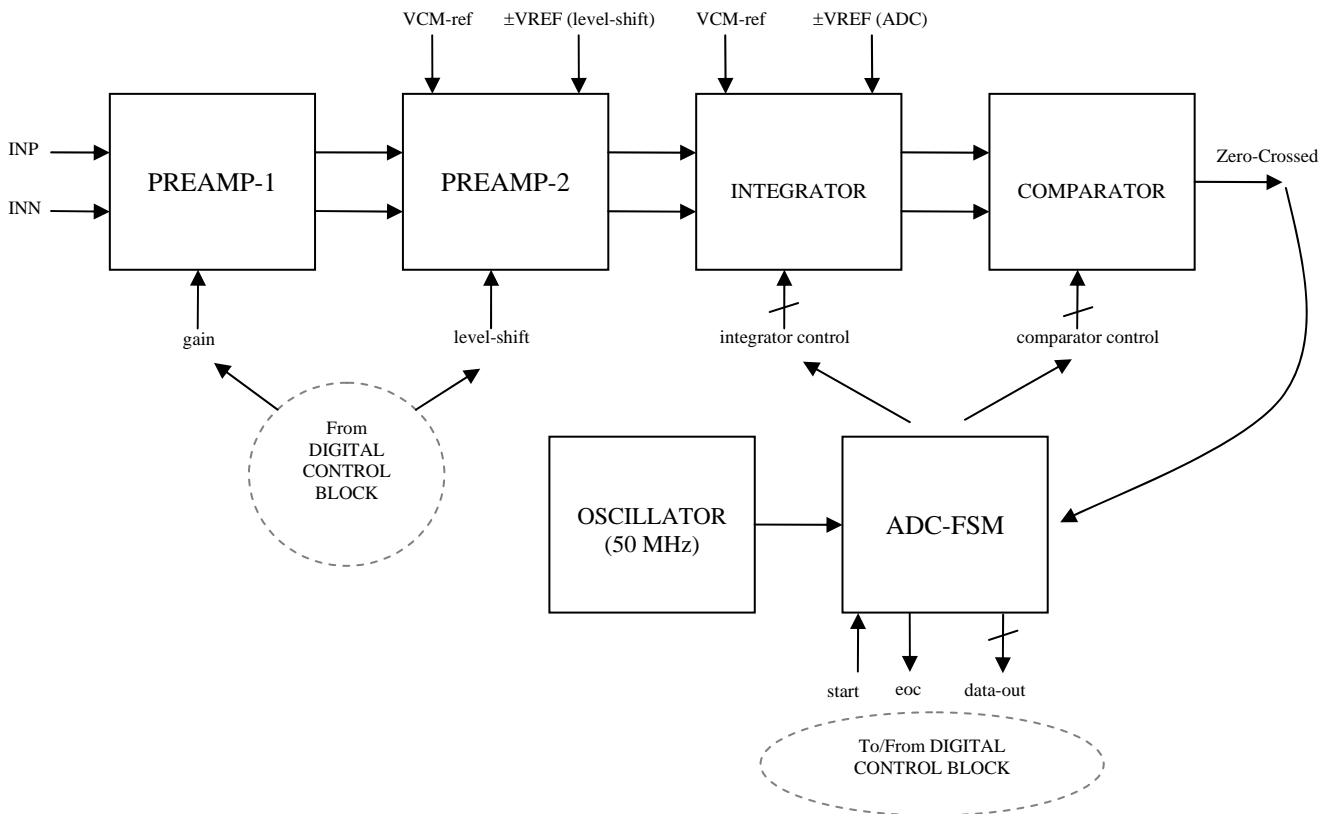 VCM-ref
±VREF (level-shift)
VCM-ref
±VREF (ADC)
INP
INN
PREAMP-1
PREAMP-2
INTEGRATOR
COMPARATOR
Zero-Crossed
gain
level-shift
integrator control
comparator control
From
DIGITAL
CONTROL
BLOCK
OSCILLATOR
(50 MHz)
ADC-FSM
start
eoc
data-out
To/From DIGITAL
CONTROL BLOCK